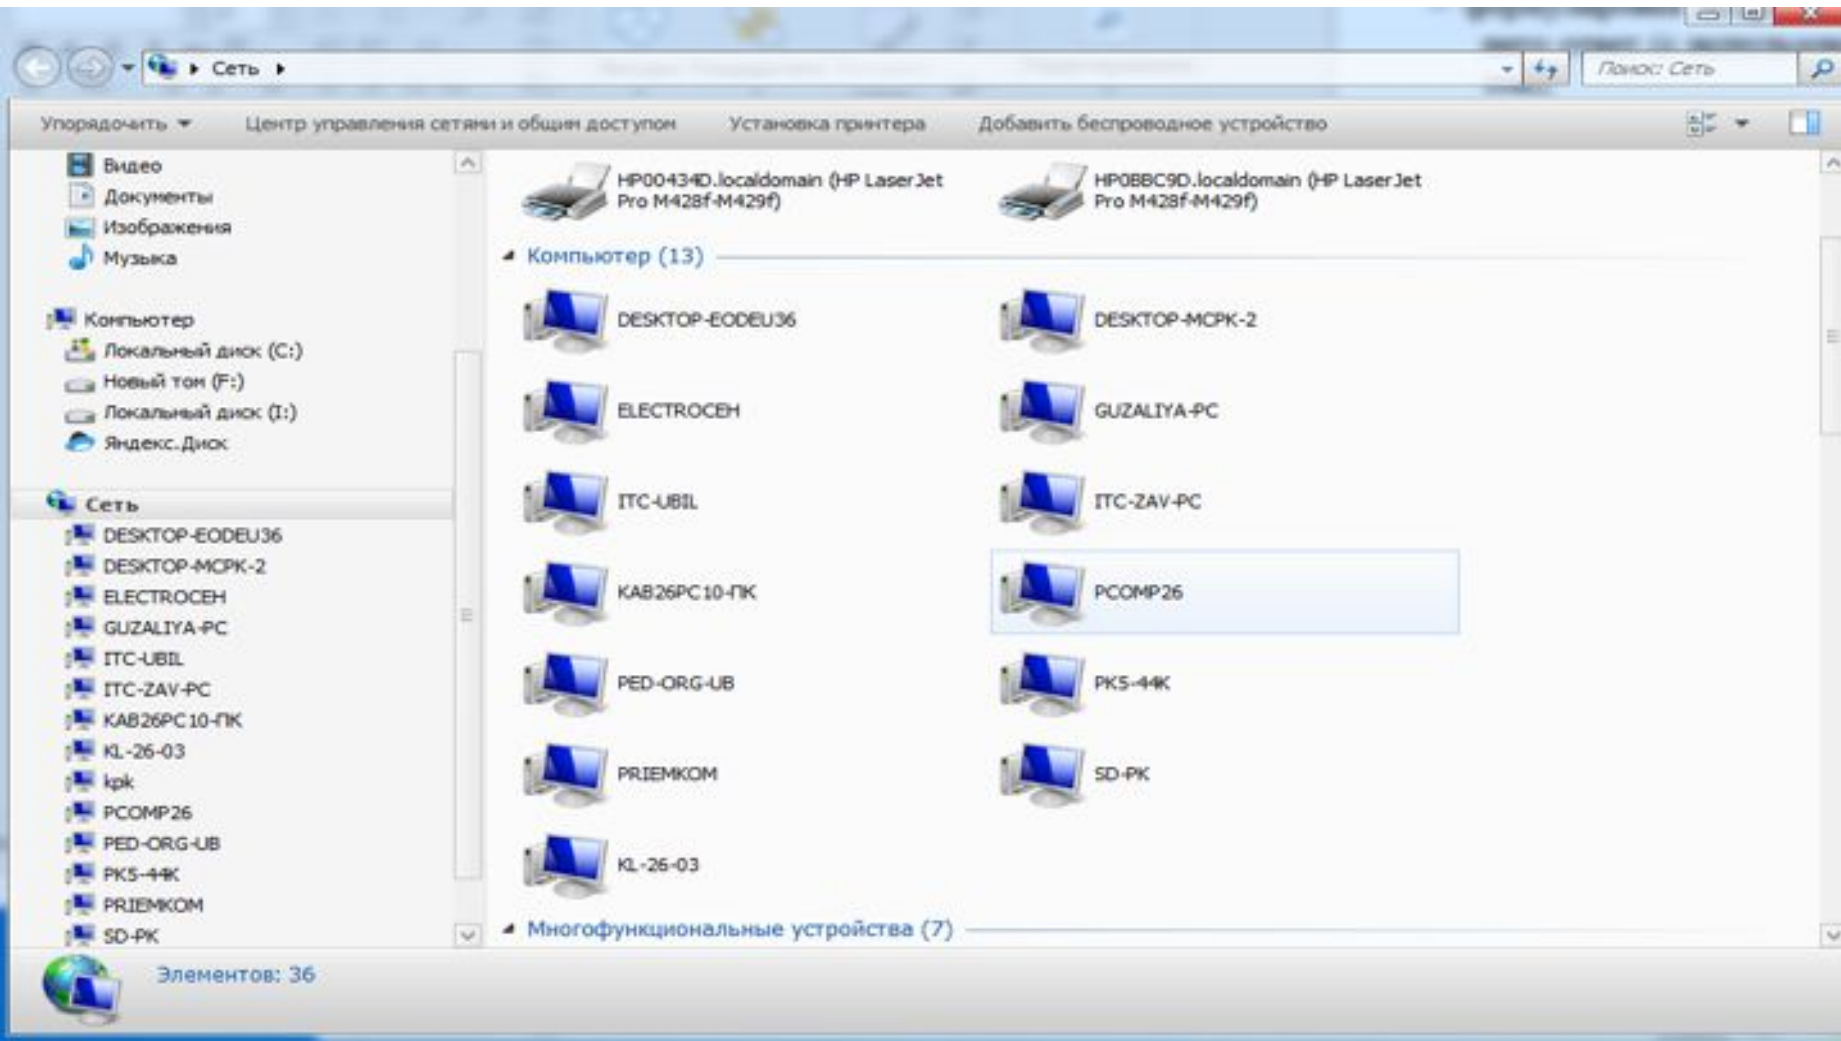 Сеть
Поиск: Сеть
Упорядочить Центр управления сетями и общим доступом Установка принтера Добавить беспроводное устройство
Видео
Документы
Изображения
Музыка
Компьютер
Локальный диск (C:)
Новый том (F:)
Локальный диск (I:)
Яндекс.Диск
Сеть
DESKTOP-EODEU36
DESKTOP-MCPK-2
ELECTROCEH
GUZALIYA-PC
ITC-UBIL
ITC-ZAV-PC
KAB26PC10-ПК
KL-26-03
kpk
PCOMP26
PED-ORG-UB
PK5-44K
PRIEMKOM
SD-PK
HP00434D.localdomain (HP LaserJet
Pro M428f-M429f)
HP0BBC9D.localdomain (HP LaserJet
Pro M428f-M429f)
Компьютер (13)
DESKTOP-EODEU36
DESKTOP-MCPK-2
ELECTROCEH
GUZALIYA-PC
ITC-UBIL
ITC-ZAV-PC
KAB26PC10-ПК
PCOMP26
PED-ORG-UB
PK5-44K
PRIEMKOM
SD-PK
KL-26-03
Многофункциональные устройства (7)
Элементов: 36